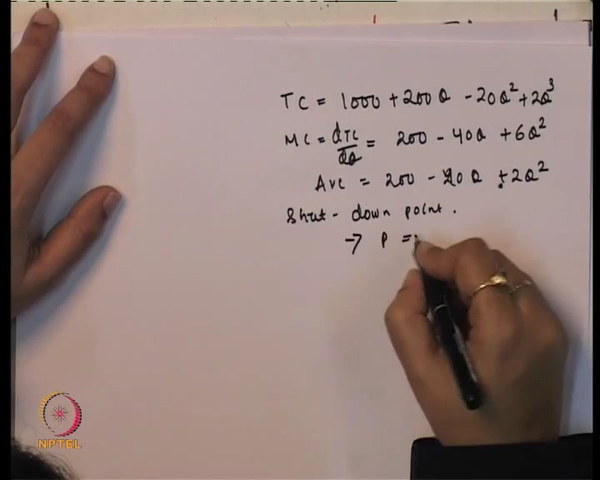 TC = 1000 + 200Q - 20Q² + 2Q³
MC = dTC/dQ = 200 - 40Q + 6Q²
AVC = 200 - 20Q + 2Q²
Shut-down point.
→ P =
NPTEL